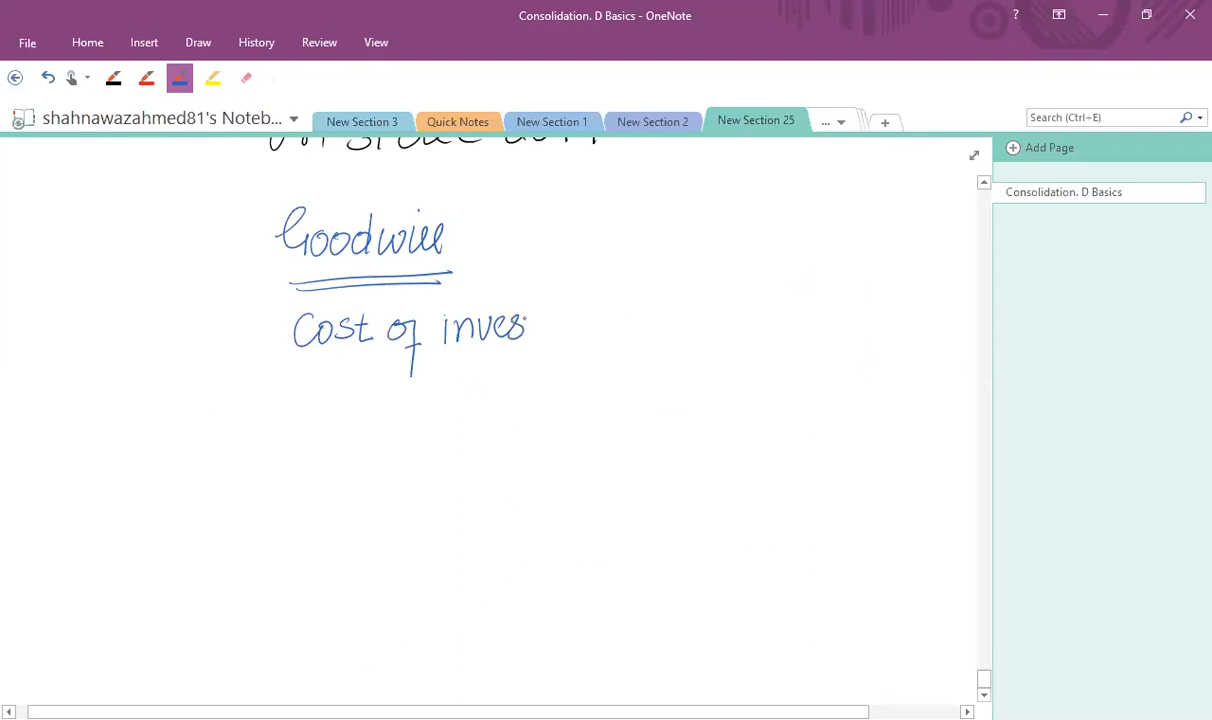 Consolidation. D Basics - OneNote
?
File Home Insert Draw History Review View
shahnawazahmed81's Noteb... New Section 3 Quick Notes New Section 1 New Section 2 New Section 25 ... + Search (Ctrl+E)
Add Page
Consolidation. D Basics
Goodwill
Cost of inves